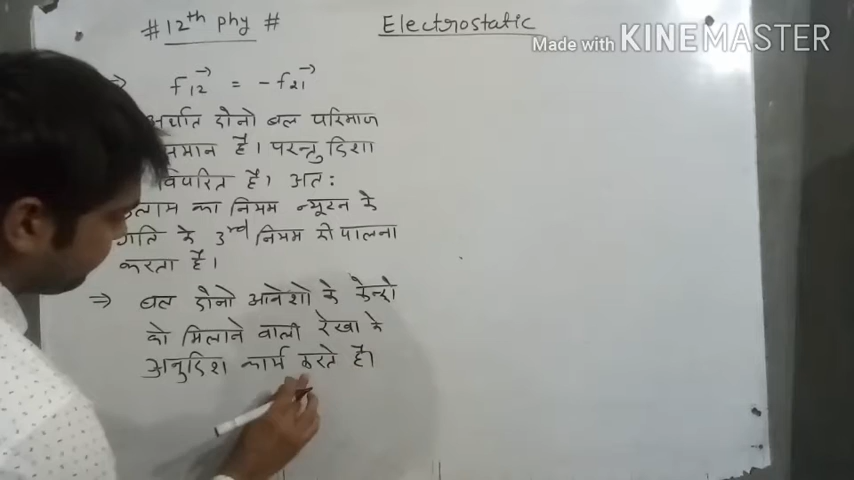 # 12th phy #
Electrostatic
Made with KINEMASTER
⇒ f12 = -f21
अर्थात दोनो बल परिमाण
समान है। परन्तु दिशा
विपरित है। अतः
का नियम न्यूटन के
गति के 3rd नियम की पालना
करता है।
⇒ बल दोनो आवेशो के केन्द्रो
को मिलाने वाली रेखा के
अनुदिश कार्य करते है।